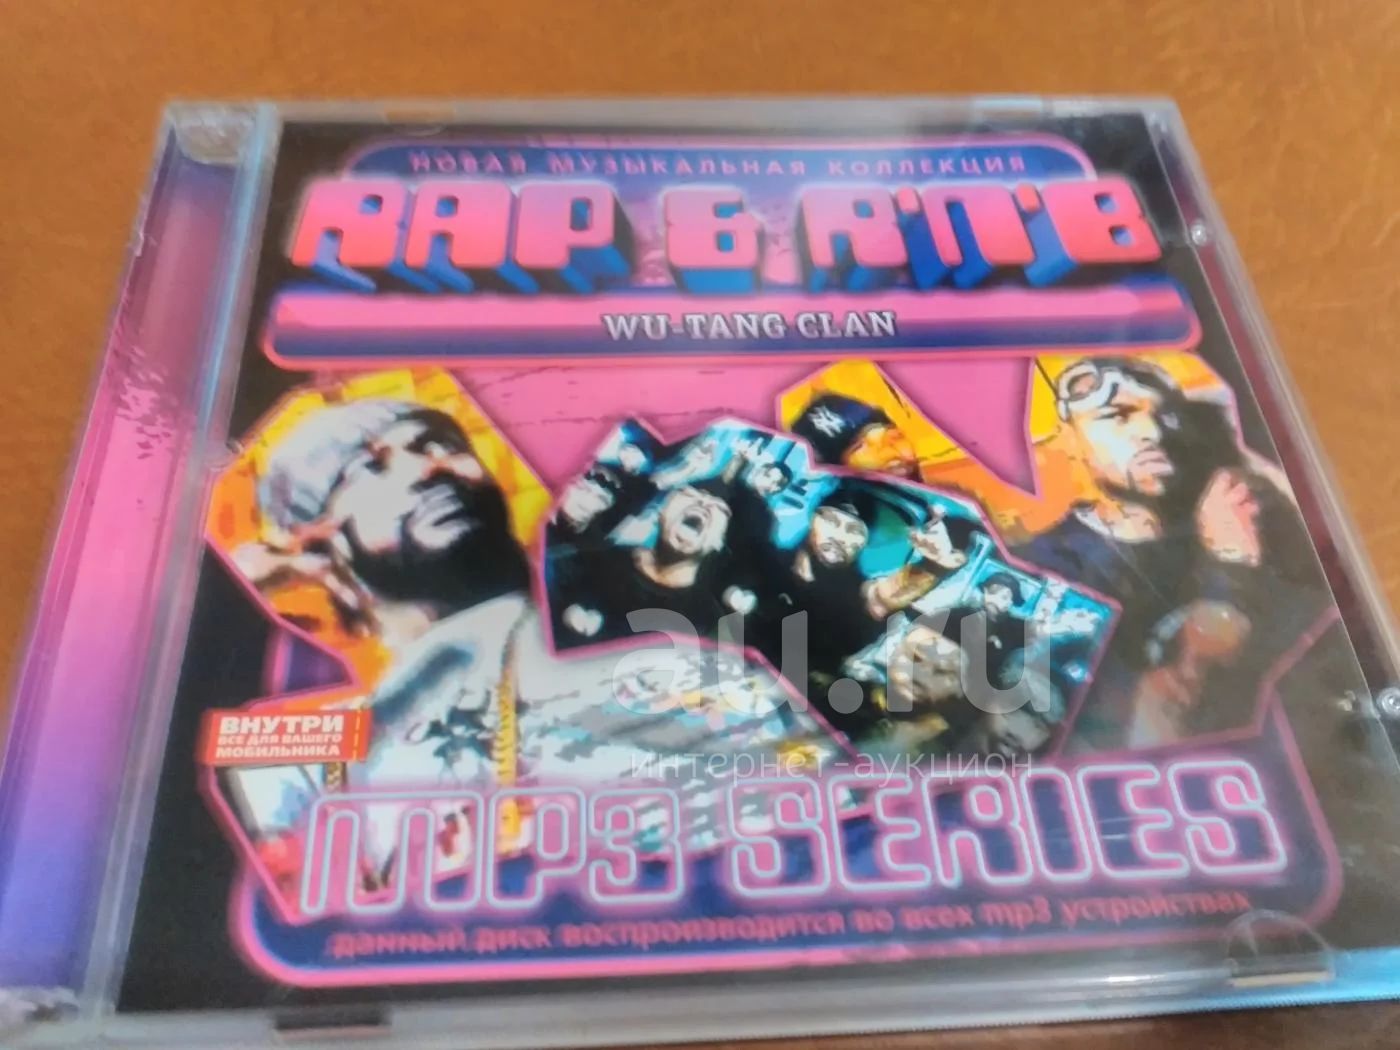 НОВАЯ МУЗЫКАЛЬНАЯ КОЛЛЕКЦИЯ
RAP & R'N'B
WU-TANG CLAN
NY
au.ru
интернет-аукцион
ВНУТРИ
ВСЕ ДЛЯ ВАШЕГО
МОБИЛЬНИКА
MP3 SERIES
данный диск воспроизводится во всех mp3 устройствах